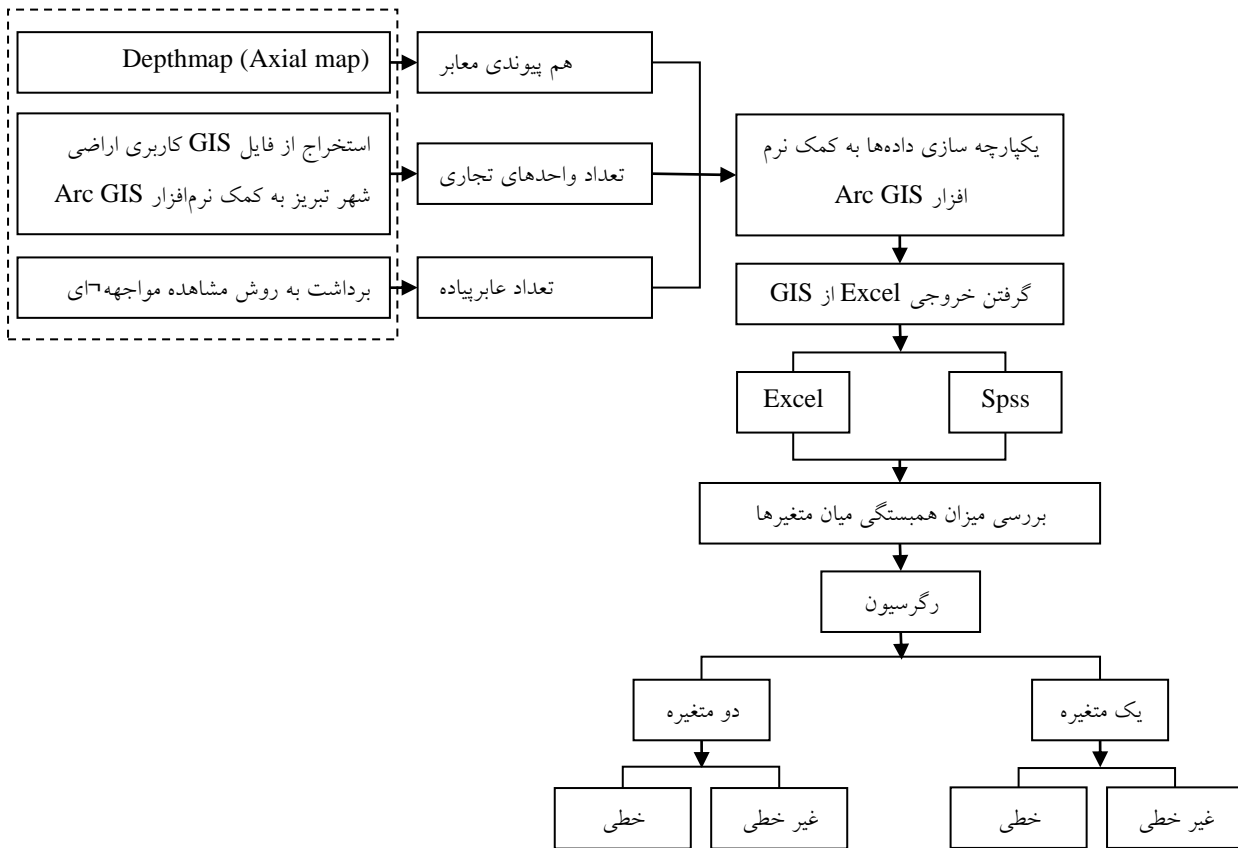 Depthmap (Axial map)
هم پیوندی معابر
استخراج از فایل GIS کاربری اراضی
شهر تبریز به کمک نرم‌افزار Arc GIS
تعداد واحدهای تجاری
برداشت به روش مشاهده مواجهه¬ای
تعداد عابرپیاده
یکپارچه سازی داده‌ها به کمک نرم
افزار Arc GIS
گرفتن خروجی Excel از GIS
Excel
Spss
بررسی میزان همبستگی میان متغیرها
رگرسیون
یک متغیره
دو متغیره
غیر خطی
خطی
غیر خطی
خطی